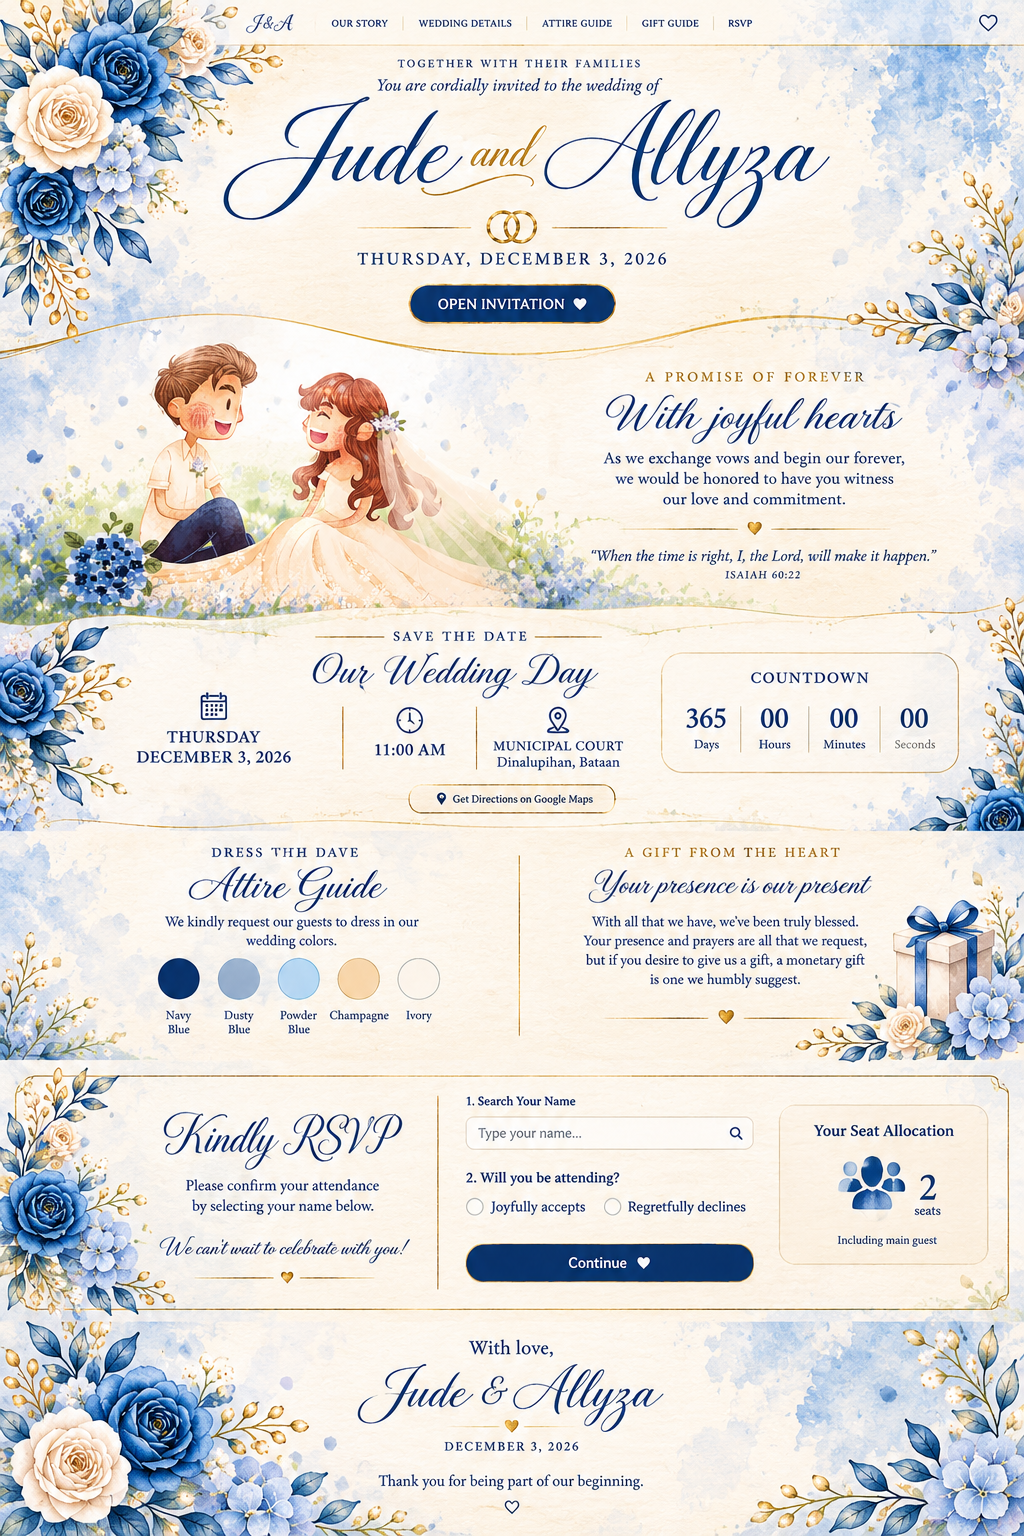 J&A
OUR STORY
WEDDING DETAILS
ATTIRE GUIDE
GIFT GUIDE
RSVP
TOGETHER WITH THEIR FAMILIES
You are cordially invited to the wedding of
Jude and Allyza
THURSDAY, DECEMBER 3, 2026
OPEN INVITATION
A PROMISE OF FOREVER
With joyful hearts
As we exchange vows and begin our forever,
we would be honored to have you witness
our love and commitment.
“When the time is right, I, the Lord, will make it happen.”
ISAIAH 60:22
SAVE THE DATE
Our Wedding Day
THURSDAY
DECEMBER 3, 2026
11:00 AM
MUNICIPAL COURT
Dinalupihan, Bataan
Get Directions on Google Maps
COUNTDOWN
365
Days
00
Hours
00
Minutes
00
Seconds
DRESS THH DAVE
Attire Guide
We kindly request our guests to dress in our
wedding colors.
Navy
Blue
Dusty
Blue
Powder
Blue
Champagne
Ivory
A GIFT FROM THE HEART
Your presence is our present
With all that we have, we’ve been truly blessed.
Your presence and prayers are all that we request,
but if you desire to give us a gift, a monetary gift
is one we humbly suggest.
Kindly RSVP
Please confirm your attendance
by selecting your name below.
We can't wait to celebrate with you!
1. Search Your Name
Type your name...
2. Will you be attending?
Joyfully accepts
Regretfully declines
Continue
Your Seat Allocation
2
seats
Including main guest
With love,
Jude & Allyza
DECEMBER 3, 2026
Thank you for being part of our beginning.